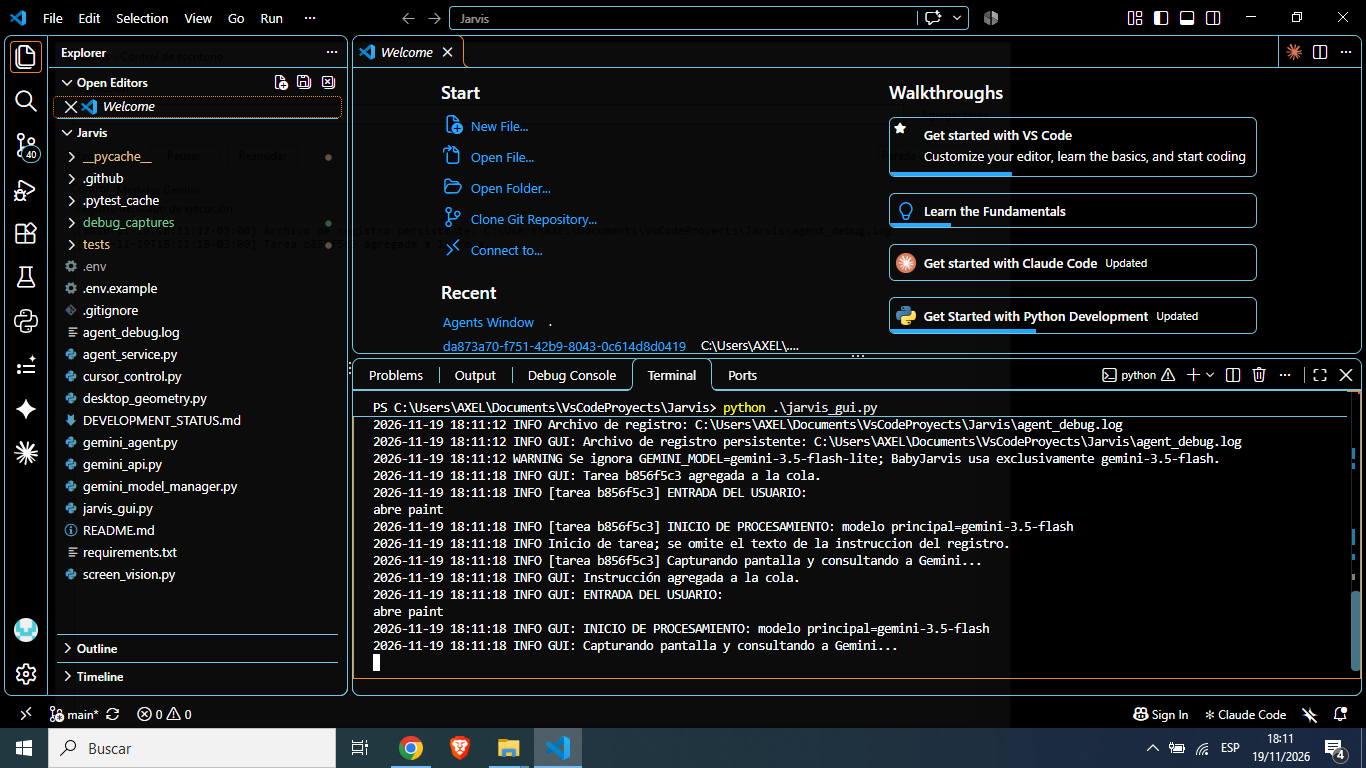 File Edit Selection View Go Run ···
Jarvis
Explorer ···
Open Editors
Welcome
Jarvis
__pycache__
.github
.pytest_cache
debug_captures
tests
.env
.env.example
.gitignore
agent_debug.log
agent_service.py
cursor_control.py
desktop_geometry.py
DEVELOPMENT_STATUS.md
gemini_agent.py
gemini_api.py
gemini_model_manager.py
jarvis_gui.py
README.md
requirements.txt
screen_vision.py
Outline
Timeline
40
Welcome
Start
New File...
Open File...
Open Folder...
Clone Git Repository...
Connect to...
Recent
Agents Window .
da873a70-f751-42b9-8043-0c614d8d0419 C:\Users\AXEL\....
Walkthroughs
Get started with VS Code
Customize your editor, learn the basics, and start coding
Learn the Fundamentals
Get started with Claude Code Updated
Get Started with Python Development Updated
Problems Output Debug Console Terminal Ports
python
PS C:\Users\AXEL\Documents\VsCodeProyects\Jarvis> python .\jarvis_gui.py
2026-11-19 18:11:12 INFO Archivo de registro: C:\Users\AXEL\Documents\VsCodeProyects\Jarvis\agent_debug.log
2026-11-19 18:11:12 INFO GUI: Archivo de registro persistente: C:\Users\AXEL\Documents\VsCodeProyects\Jarvis\agent_debug.log
2026-11-19 18:11:12 WARNING Se ignora GEMINI_MODEL=gemini-3.5-flash-lite; BabyJarvis usa exclusivamente gemini-3.5-flash.
2026-11-19 18:11:18 INFO GUI: Tarea b856f5c3 agregada a la cola.
2026-11-19 18:11:18 INFO [tarea b856f5c3] ENTRADA DEL USUARIO:
abre paint
2026-11-19 18:11:18 INFO [tarea b856f5c3] INICIO DE PROCESAMIENTO: modelo principal=gemini-3.5-flash
2026-11-19 18:11:18 INFO Inicio de tarea; se omite el texto de la instruccion del registro.
2026-11-19 18:11:18 INFO [tarea b856f5c3] Capturando pantalla y consultando a Gemini...
2026-11-19 18:11:18 INFO GUI: Instrucción agregada a la cola.
2026-11-19 18:11:18 INFO GUI: ENTRADA DEL USUARIO:
abre paint
2026-11-19 18:11:18 INFO GUI: INICIO DE PROCESAMIENTO: modelo principal=gemini-3.5-flash
2026-11-19 18:11:18 INFO GUI: Capturando pantalla y consultando a Gemini...
main* 0 0
Sign In Claude Code
Buscar
ESP
18:11
19/11/2026
4